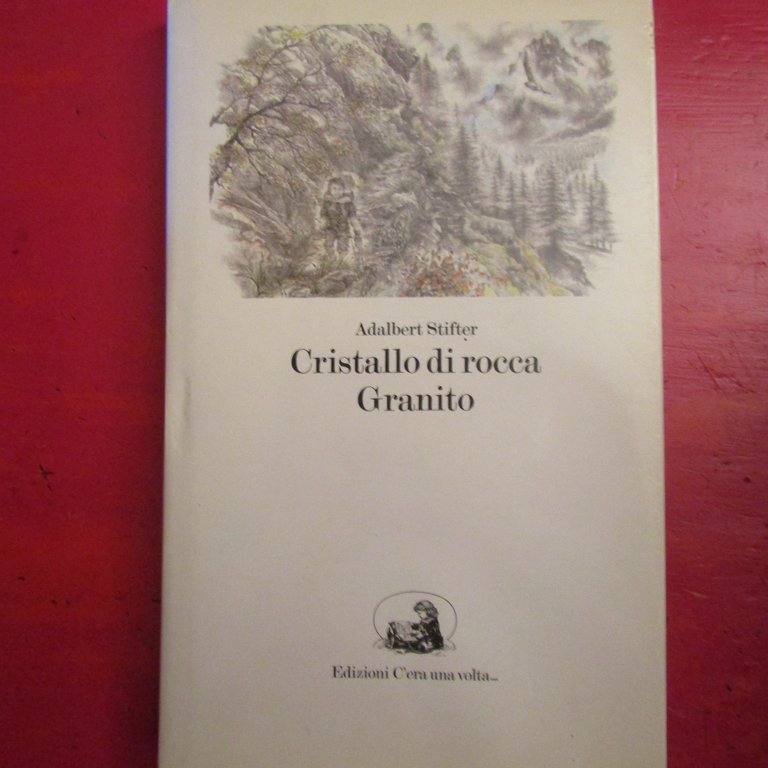 Adalbert Stifter
Cristallo di rocca
Granito
Edizioni C'era una volta...